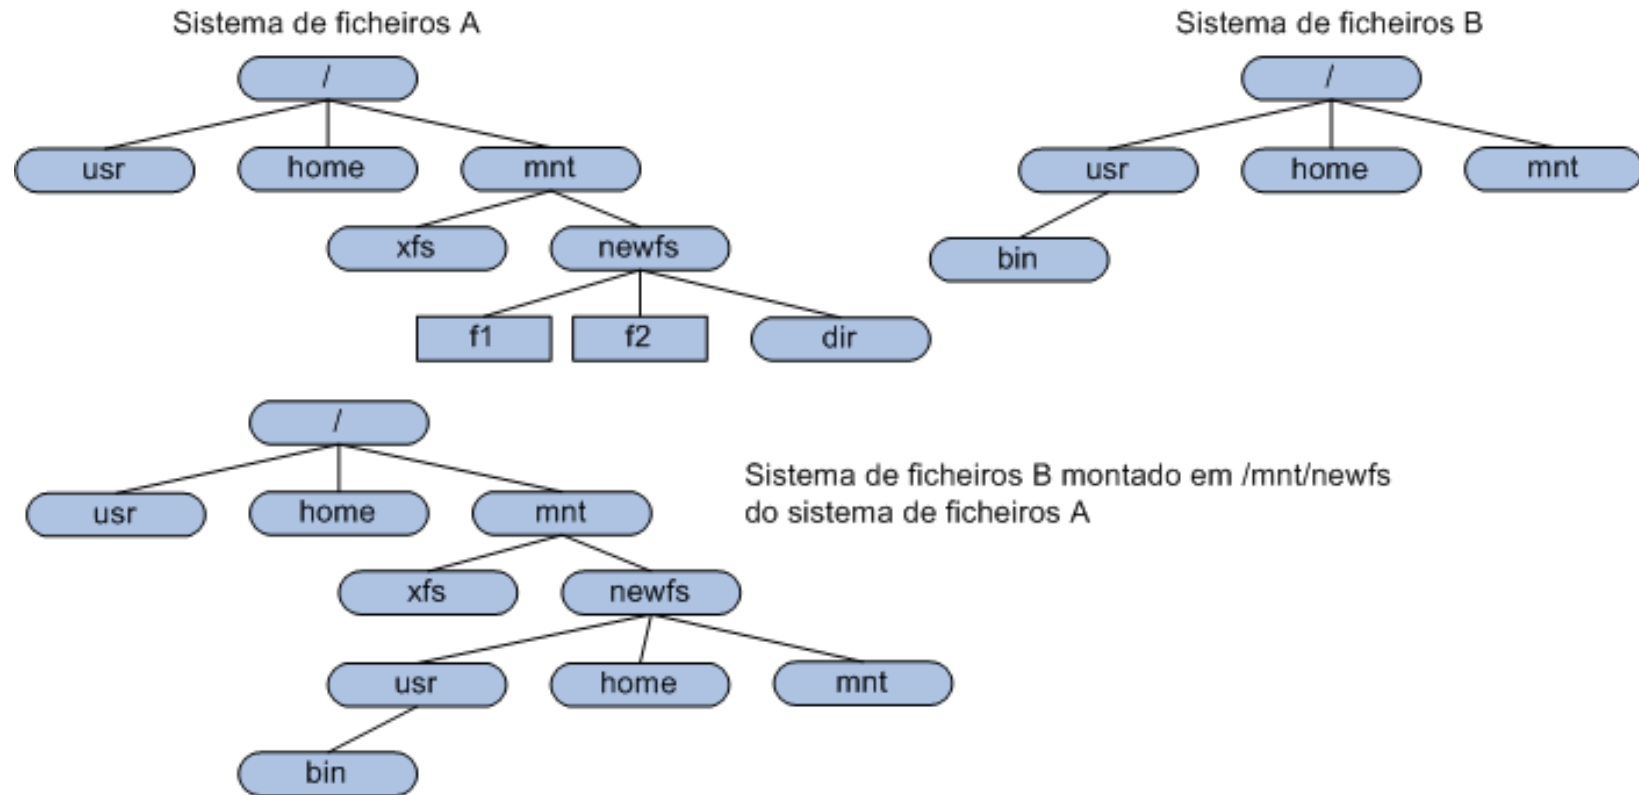 Sistema de ficheiros A
Sistema de ficheiros B
/
/
usr
home
mnt
usr
home
mnt
xfs
newfs
bin
f1
f2
dir
/
Sistema de ficheiros B montado em /mnt/newfs
do sistema de ficheiros A
usr
home
mnt
xfs
newfs
usr
home
mnt
bin